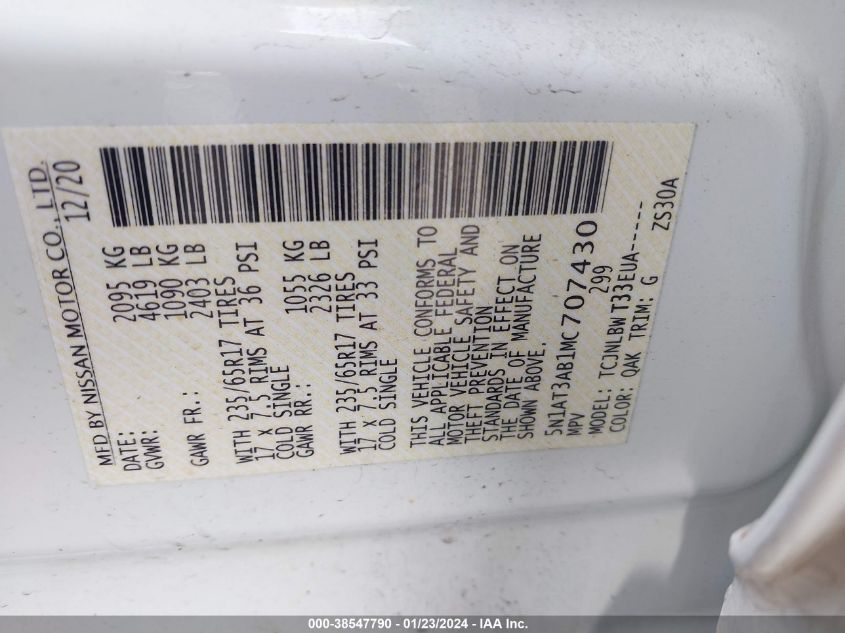 MFD BY NISSAN MOTOR CO., LTD.
DATE: 12/20
GVWR: 2095 KG
4619 LB
GAWR FR.: 1090 KG
2403 LB
WITH 235/65R17 TIRES
17 X 7.5 RIMS AT 36 PSI
COLD SINGLE
GAWR RR.: 1055 KG
2326 LB
WITH 235/65R17 TIRES
17 X 7.5 RIMS AT 33 PSI
COLD SINGLE
THIS VEHICLE CONFORMS TO
ALL APPLICABLE FEDERAL
MOTOR VEHICLE SAFETY AND
THEFT PREVENTION
STANDARDS IN EFFECT ON
THE DATE OF MANUFACTURE
SHOWN ABOVE.
5N1AT3AB1MC707430
MPV 299
MODEL: TCJNLBWT33EUA-----
COLOR: QAK TRIM: G ZS30A
000-38547790 - 01/23/2024 - IAA Inc.